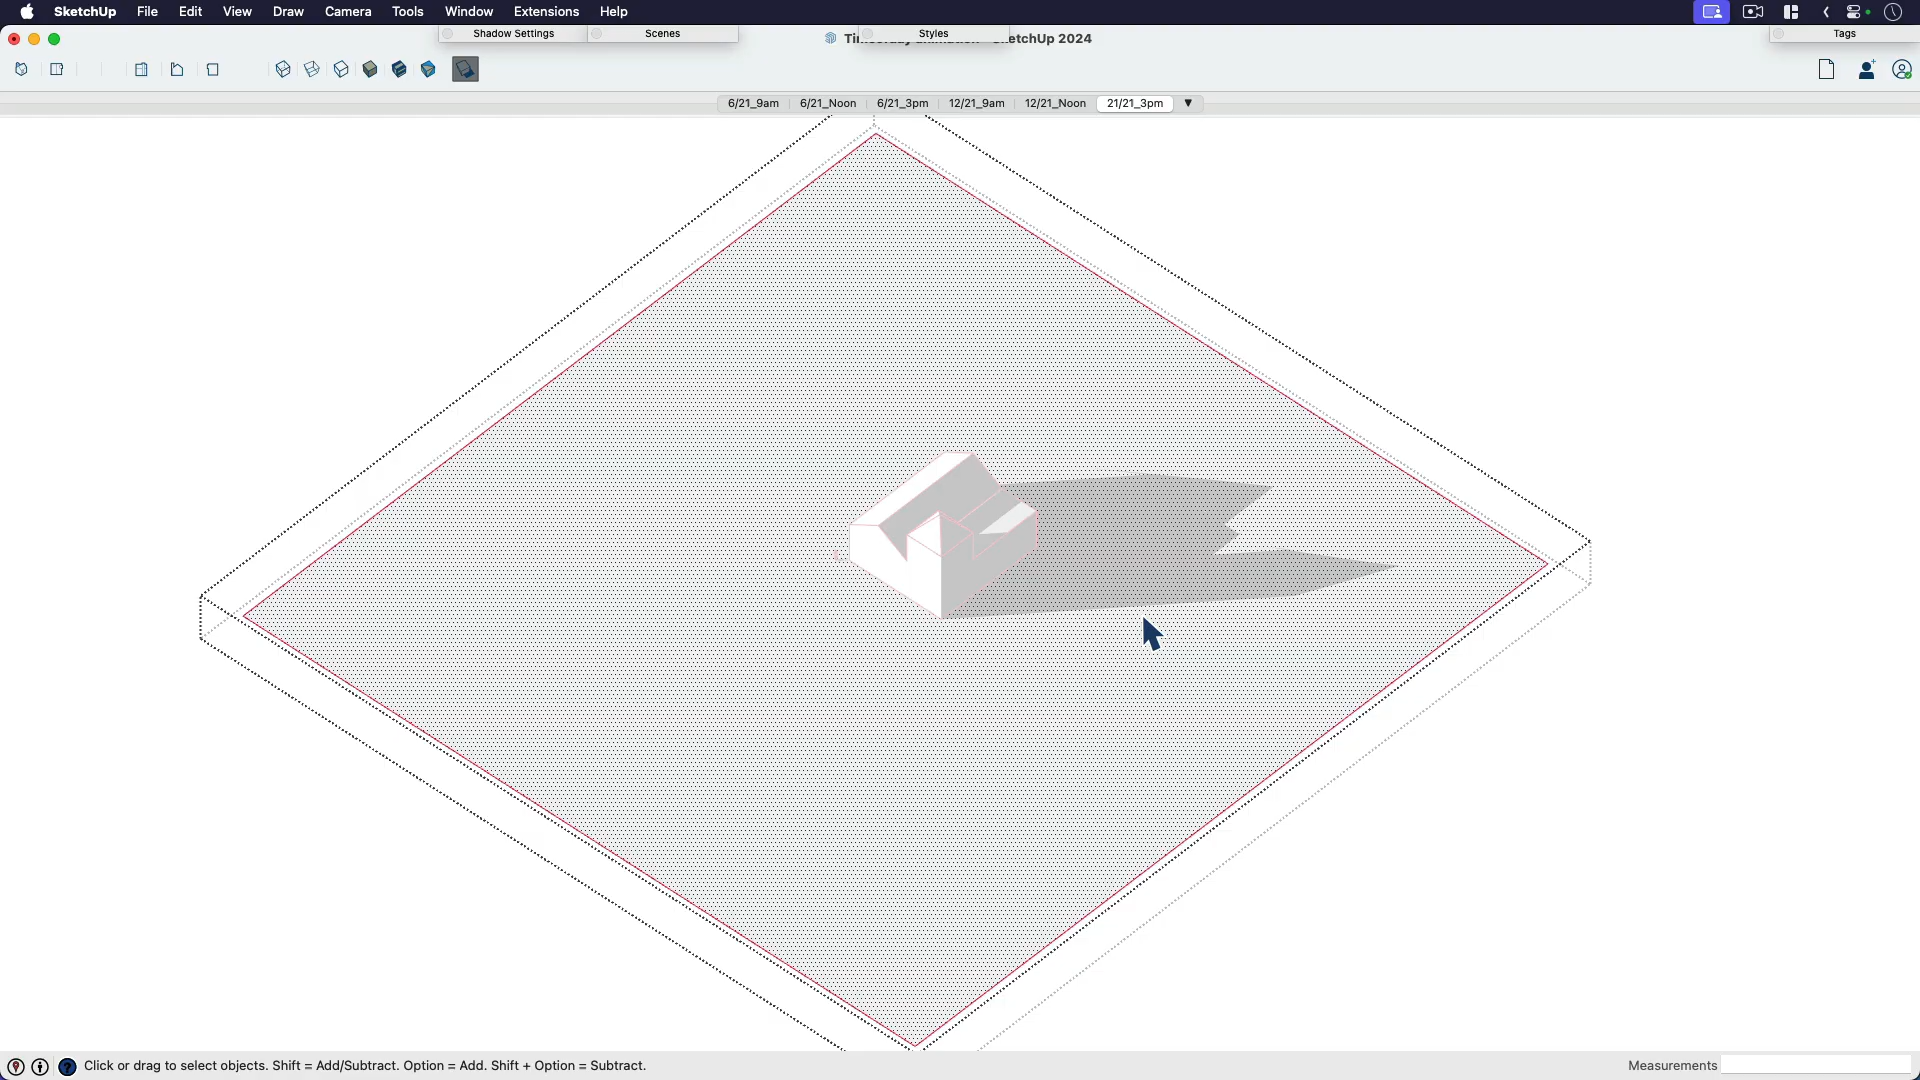 SketchUp File Edit View Draw Camera Tools Window Extensions Help
Shadow Settings Scenes Styles Tags
SketchUp 2024
6/21_9am 6/21_Noon 6/21_3pm 12/21_9am 12/21_Noon 21/21_3pm
Click or drag to select objects. Shift = Add/Subtract. Option = Add. Shift + Option = Subtract.
Measurements